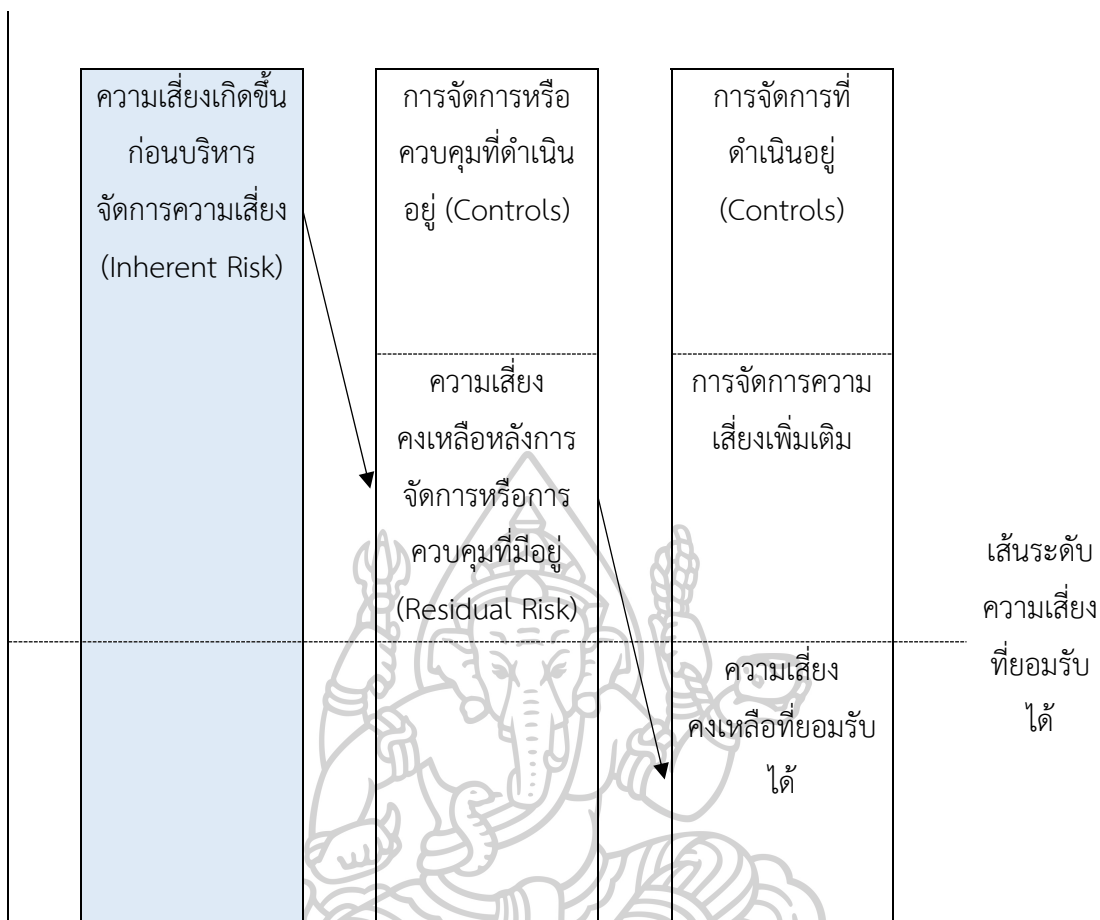 ความเสี่ยงเกิดขึ้น
ก่อนบริหาร
จัดการความเสี่ยง
(Inherent Risk)
การจัดการหรือ
ควบคุมที่ดำเนิน
อยู่ (Controls)
ความเสี่ยง
คงเหลือหลังการ
จัดการหรือการ
ควบคุมที่มีอยู่
(Residual Risk)
การจัดการที่
ดำเนินอยู่
(Controls)
การจัดการความ
เสี่ยงเพิ่มเติม
ความเสี่ยง
คงเหลือที่ยอมรับ
ได้
เส้นระดับ
ความเสี่ยง
ที่ยอมรับ
ได้